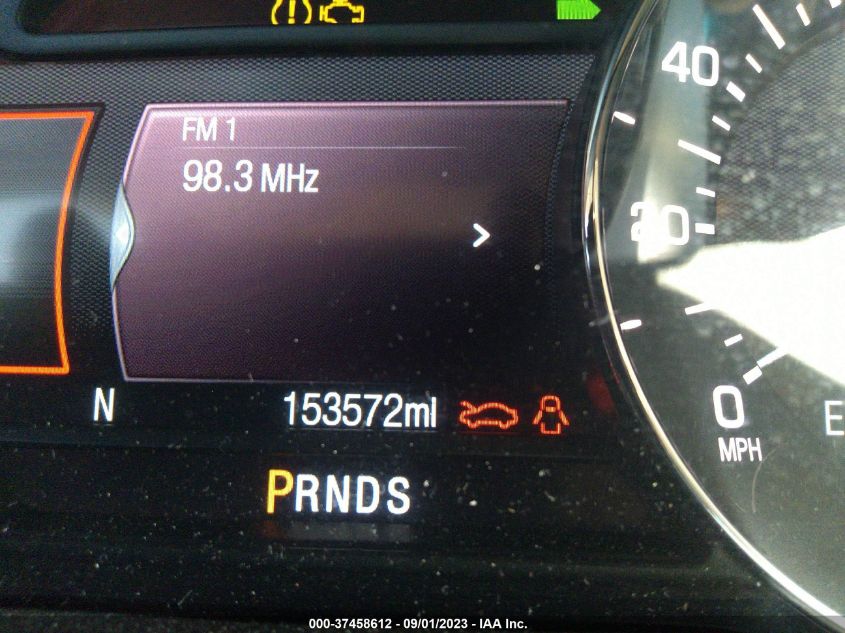 FM 1
98.3 MHz
40
20
0
MPH
E
N
153572mi
PRNDS
000-37458612 - 09/01/2023 - IAA Inc.